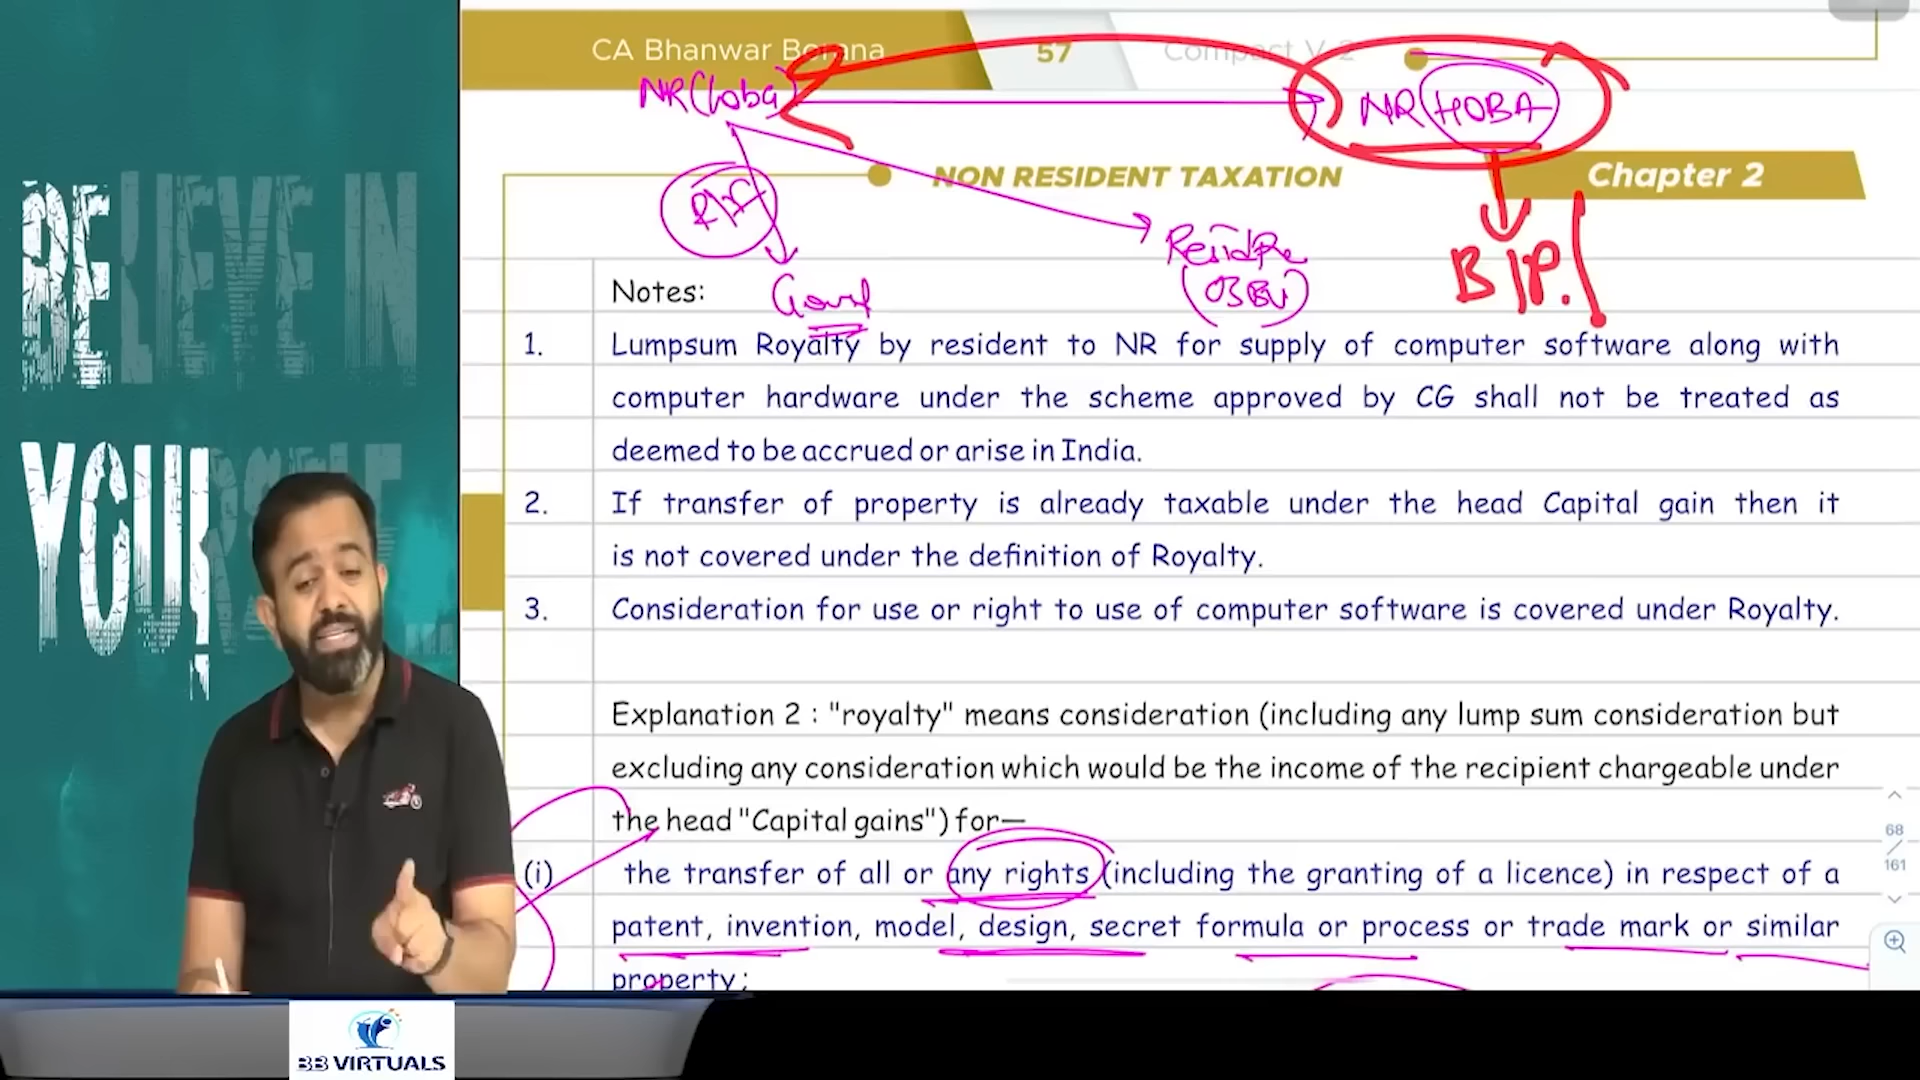 BELIEVE IN
YOURSELF...
CA Bhanwar Borana 57 Compact V-2
NR (Loba) NR (HOBA)
NON RESIDENT TAXATION Chapter 2
R/F
Govt
B/P.
Notes:
1. Lumpsum Royalty by resident to NR for supply of computer software along with
computer hardware under the scheme approved by CG shall not be treated as
deemed to be accrued or arise in India.
2. If transfer of property is already taxable under the head Capital gain then it
is not covered under the definition of Royalty.
3. Consideration for use or right to use of computer software is covered under Royalty.
Explanation 2 : "royalty" means consideration (including any lump sum consideration but
excluding any consideration which would be the income of the recipient chargeable under
the head "Capital gains") for—
(i) the transfer of all or any rights (including the granting of a licence) in respect of a
patent, invention, model, design, secret formula or process or trade mark or similar
property;
68
/
161
BB VIRTUALS